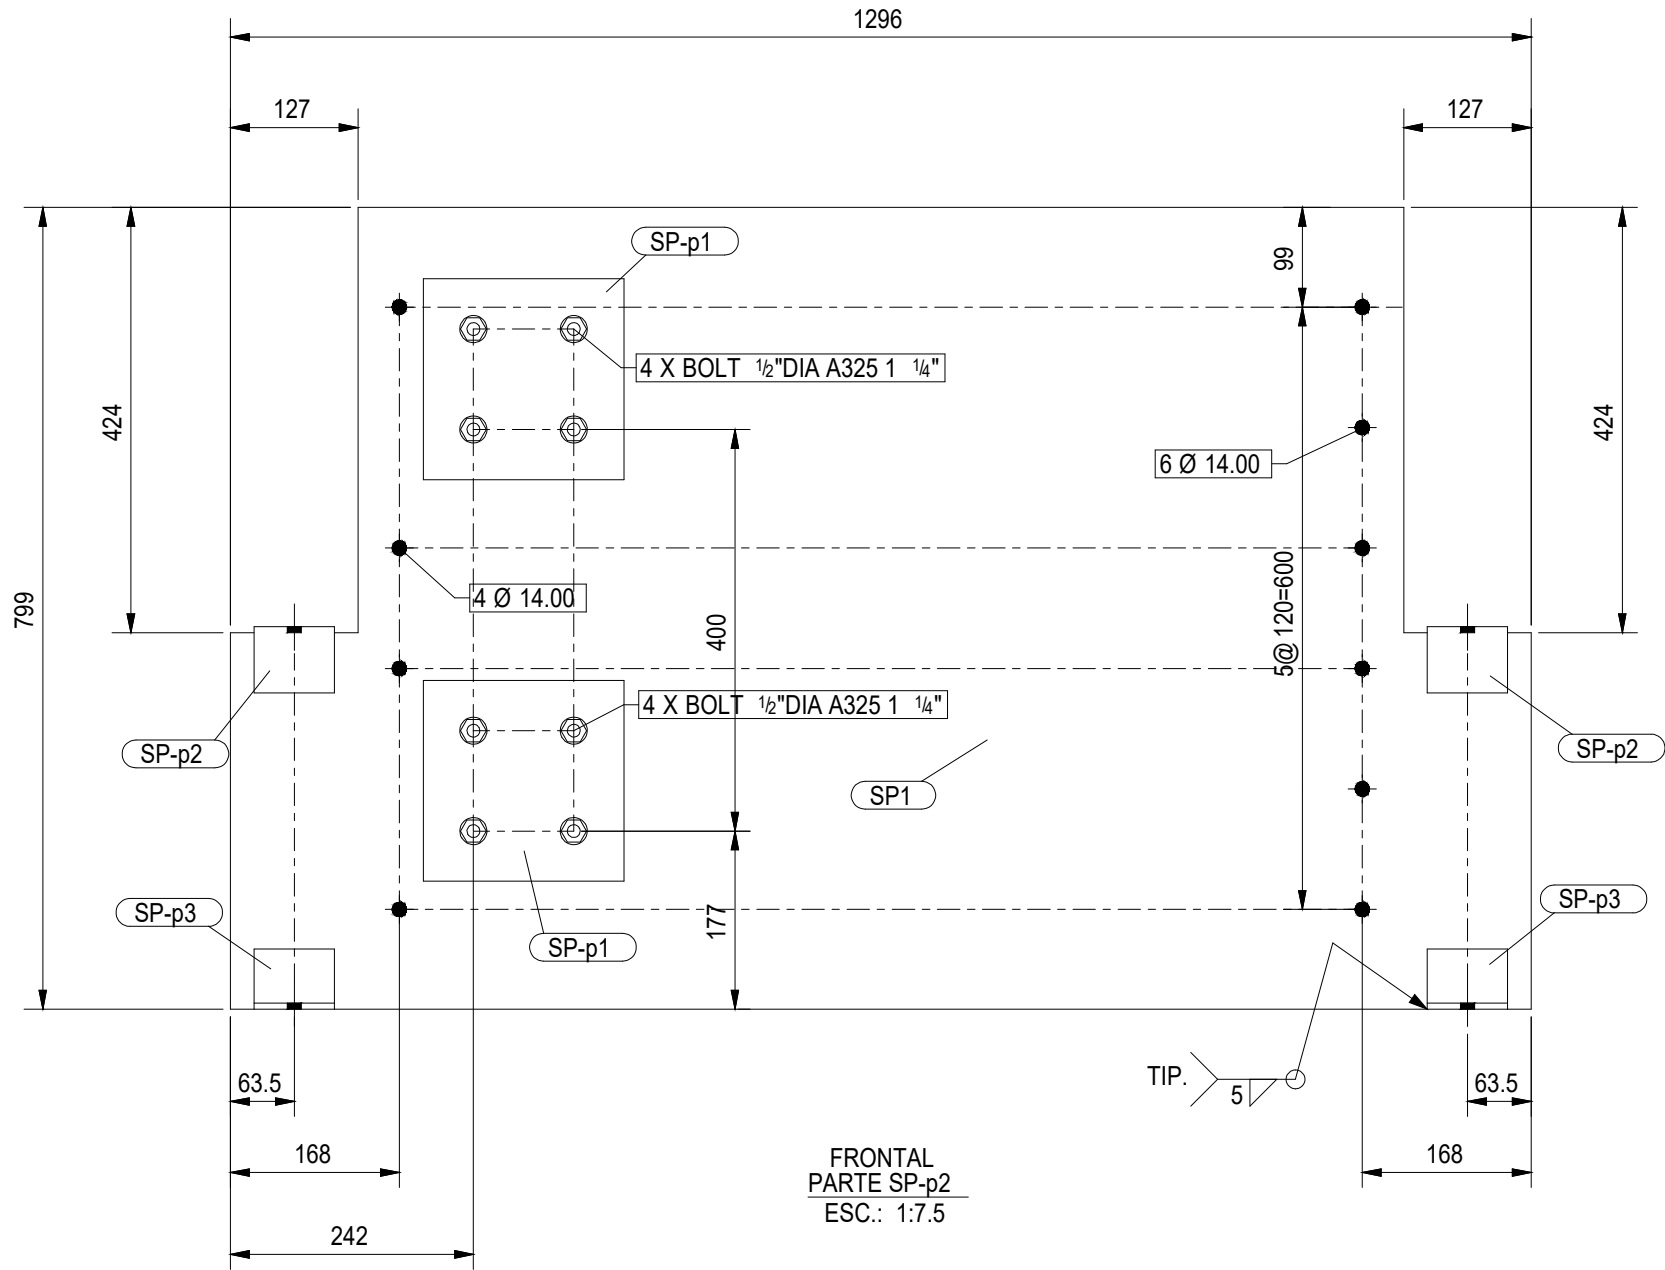 1296
127
127
SP-p1
99
4 X BOLT ½"DIA A325 1 ¼"
424
424
6 Ø 14.00
799
4 Ø 14.00
400
5@120=600
4 X BOLT ½"DIA A325 1 ¼"
SP-p2
SP-p2
SP1
SP-p3
177
SP-p1
SP-p3
63.5
TIP.
5
63.5
168
168
FRONTAL
PARTE SP-p2
ESC.: 1:7.5
242